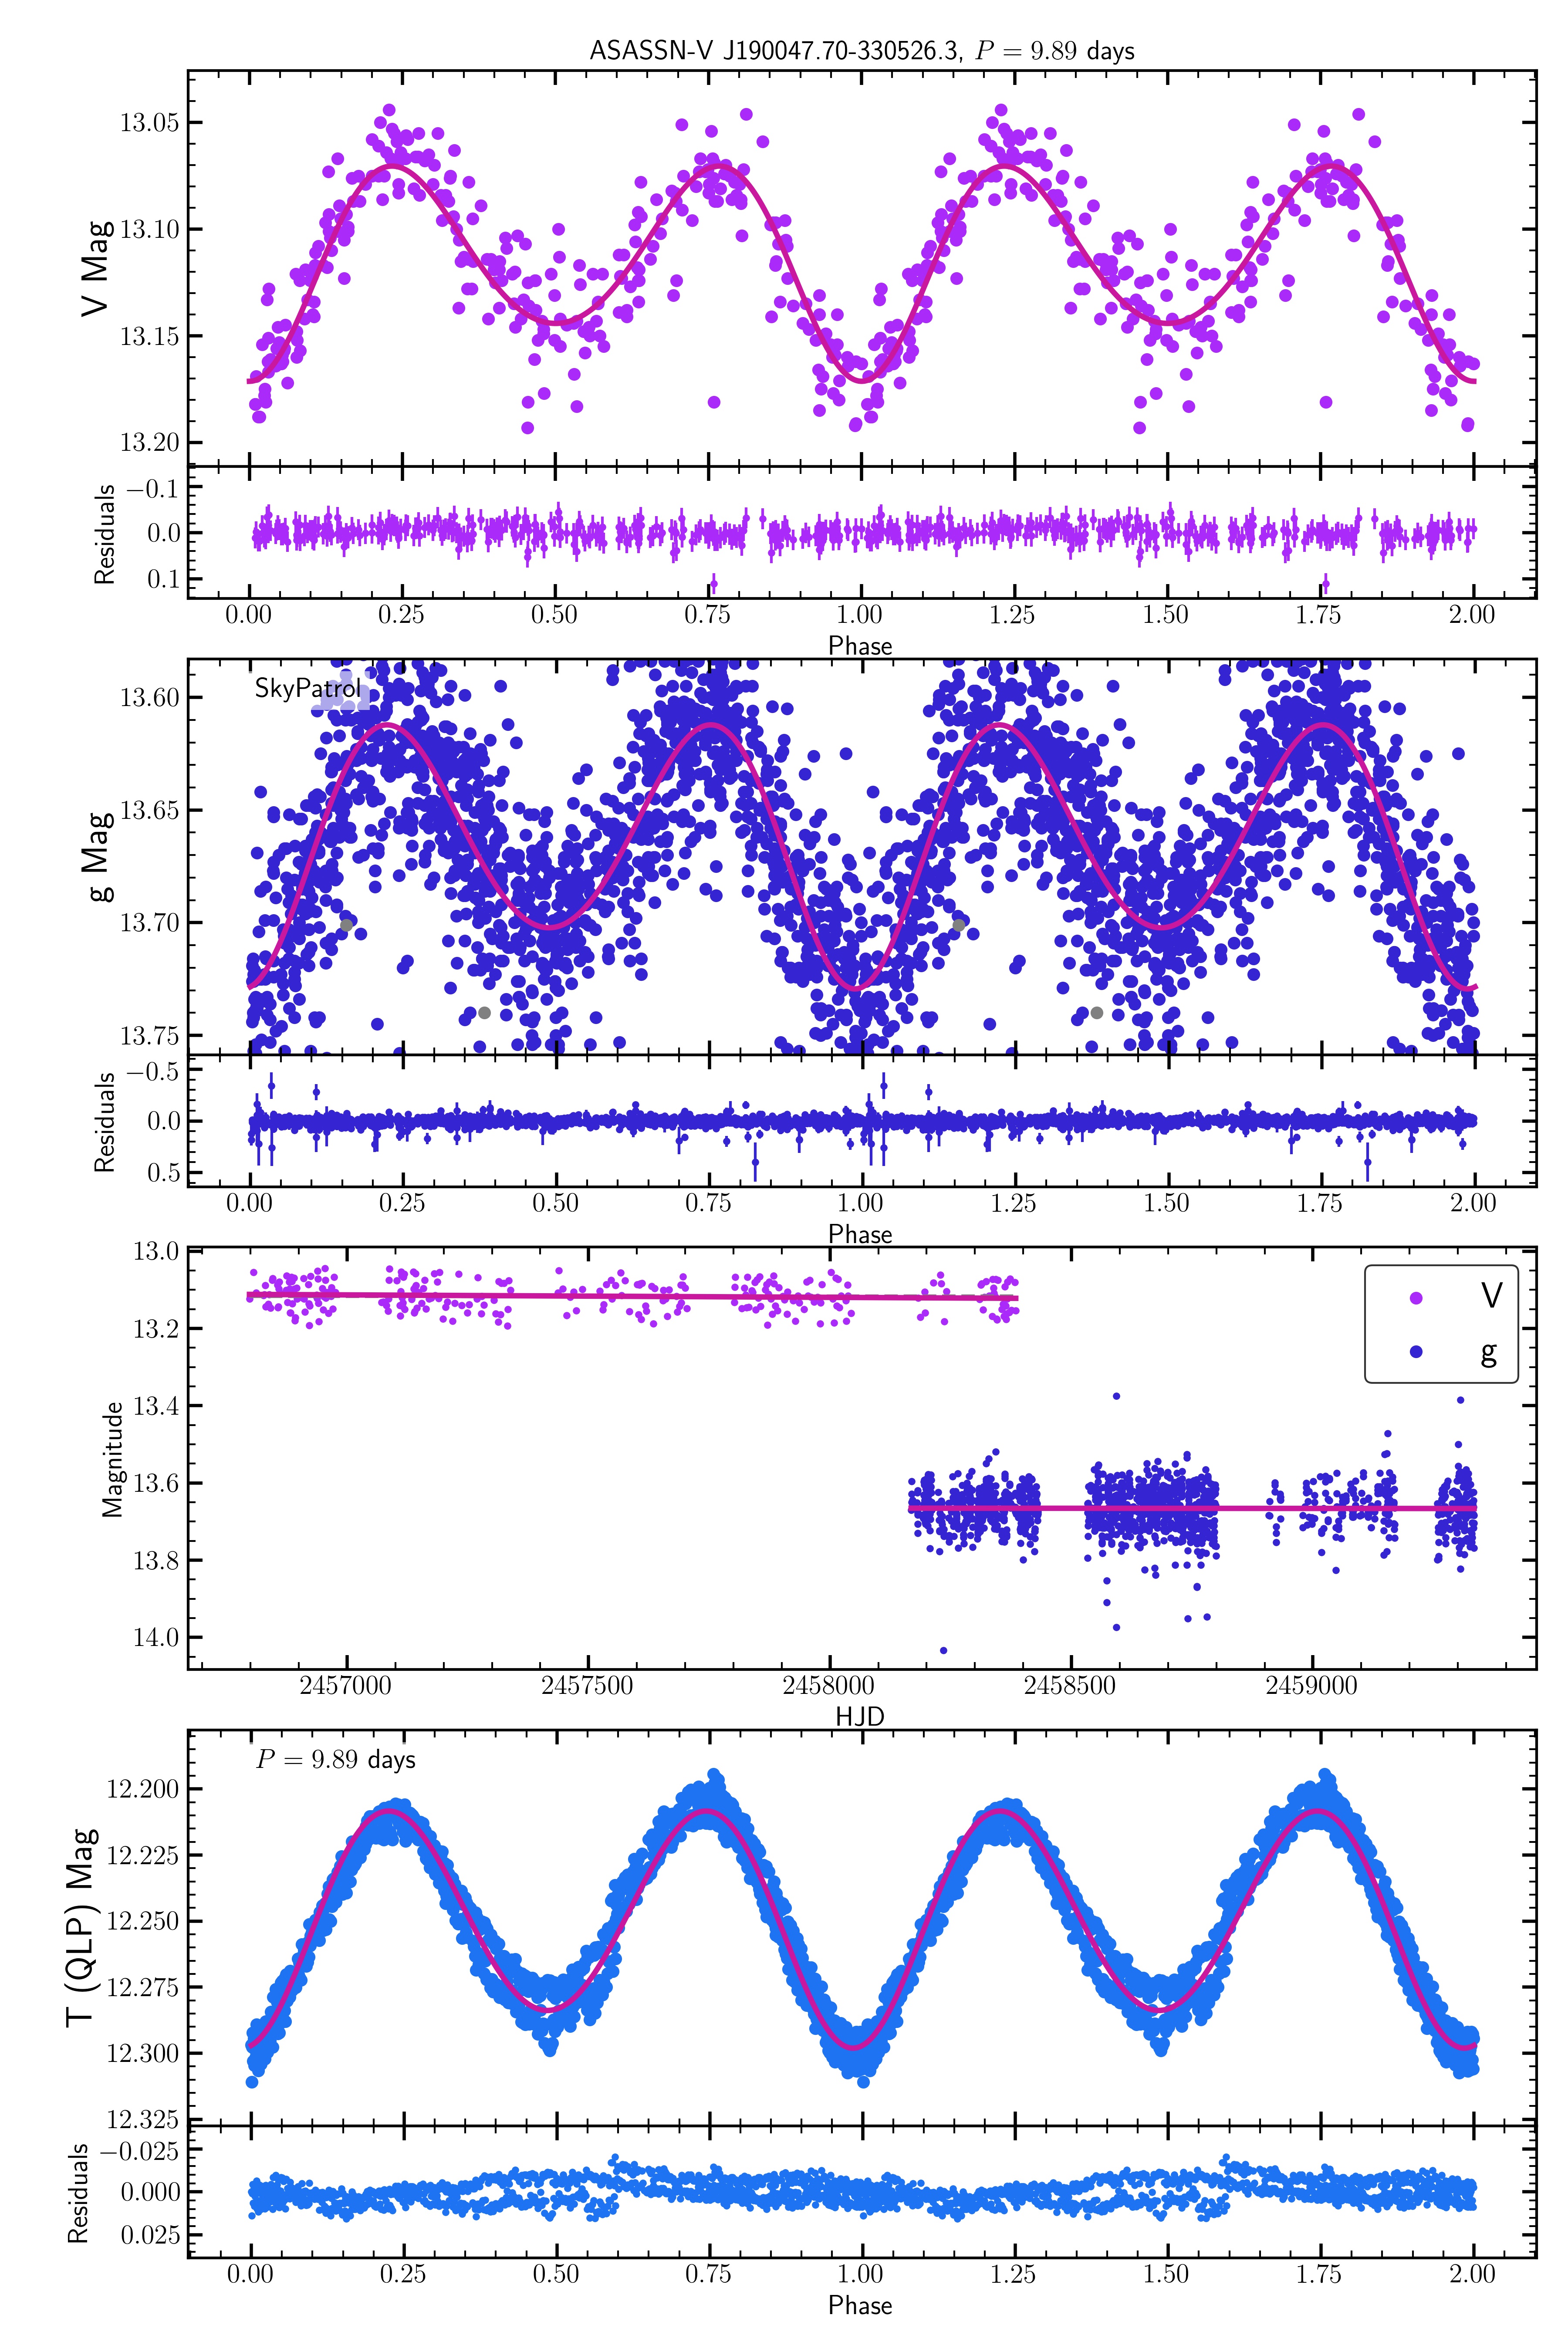 ASASSN-V J190047.70-330526.3, P = 9.89 days
V Mag
13.05
13.10
13.15
13.20
Residuals
−0.1
0.0
0.1
0.00 0.25 0.50 0.75 1.00 1.25 1.50 1.75 2.00
Phase
SkyPatrol
g Mag
13.60
13.65
13.70
13.75
Residuals
−0.5
0.0
0.5
0.00 0.25 0.50 0.75 1.00 1.25 1.50 1.75 2.00
Phase
Magnitude
13.0
13.2
13.4
13.6
13.8
14.0
V
g
2457000 2457500 2458000 2458500 2459000
HJD
P = 9.89 days
T (QLP) Mag
12.200
12.225
12.250
12.275
12.300
12.325
Residuals
−0.025
0.000
0.025
0.00 0.25 0.50 0.75 1.00 1.25 1.50 1.75 2.00
Phase